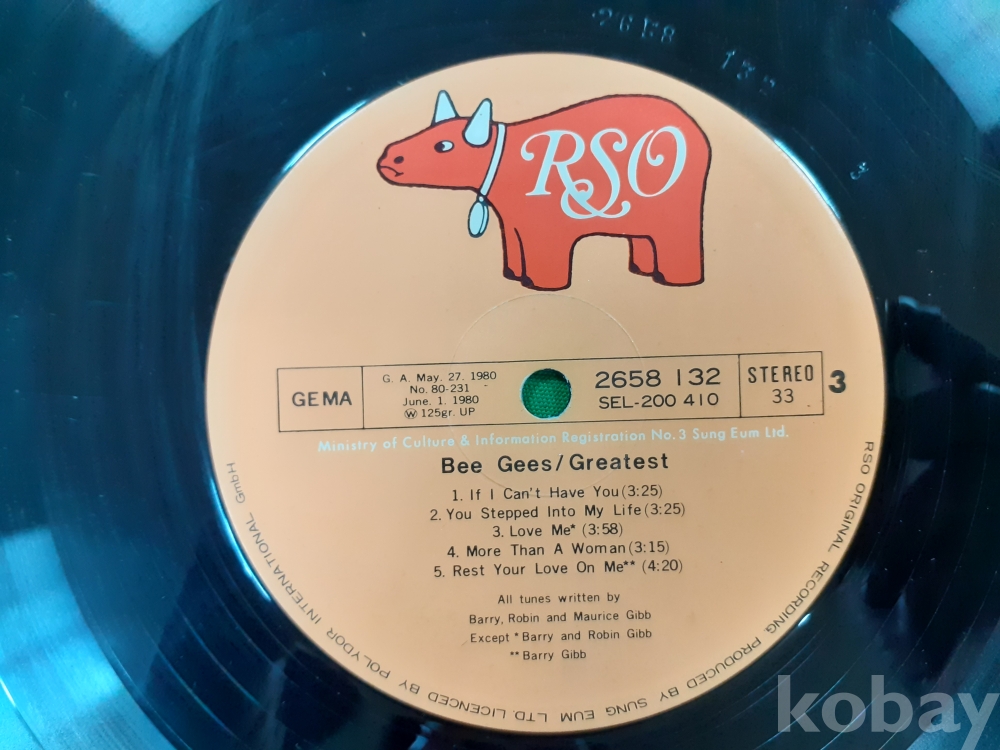 RSO
GEMA
G. A. May. 27. 1980
No. 80-231
June. 1. 1980
Ⓦ 125gr. UP
2658 132
SEL-200 410
STEREO
33
3
Ministry of Culture & Information Registration No. 3 Sung Eum Ltd.
Bee Gees/Greatest
1. If I Can't Have You (3:25)
2. You Stepped Into My Life (3:25)
3. Love Me* (3:58)
4. More Than A Woman (3:15)
5. Rest Your Love On Me** (4:20)
All tunes written by
Barry, Robin and Maurice Gibb
Except *Barry and Robin Gibb
**Barry Gibb
RSO ORIGINAL RECORDING PRODUCED BY SUNG EUM LTD. LICENCED BY POLYDOR INTERNATIONAL GmbH
kobay